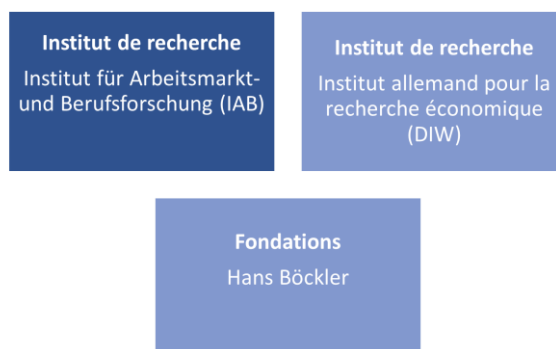 Institut de recherche
Institut für Arbeitsmarkt-
und Berufsforschung (IAB)
Institut de recherche
Institut allemand pour la
recherche économique
(DIW)
Fondations
Hans Böckler